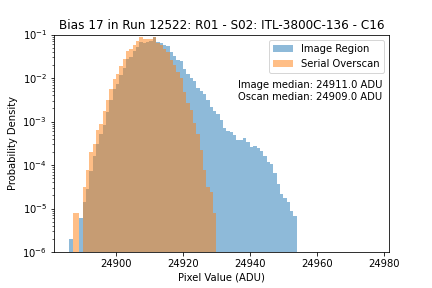 Bias 17 in Run 12522: R01 - S02: ITL-3800C-136 - C16
Image Region
Serial Overscan
Image median: 24911.0 ADU
Oscan median: 24909.0 ADU
Probability Density
10⁻¹
10⁻²
10⁻³
10⁻⁴
10⁻⁵
10⁻⁶
24900 24920 24940 24960 24980
Pixel Value (ADU)